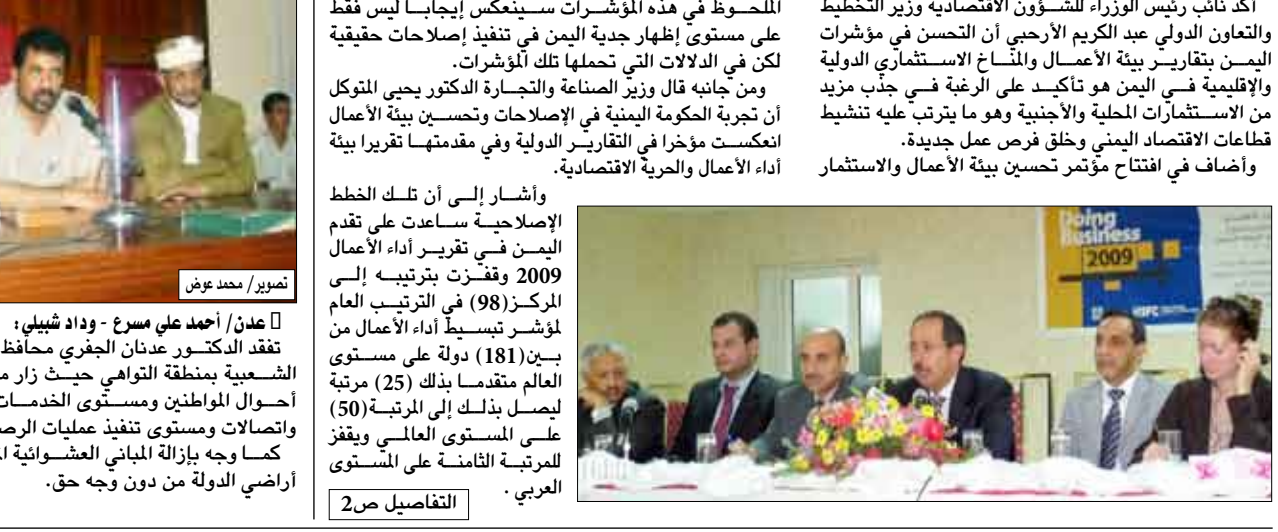 أكد نائب رئيس الوزراء للشؤون الاقتصادية وزير التخطيط
والتعاون الدولي عبد الكريم الأرحبي أن التحسن في مؤشرات
اليمن بتقارير بيئة الأعمال والمناخ الاستثماري الدولية
والإقليمية في اليمن هو تأكيد على الرغبة في جذب مزيد
من الاستثمارات المحلية والأجنبية وهو ما يترتب عليه تنشيط
قطاعات الاقتصاد اليمني وخلق فرص عمل جديدة.
وأضاف في افتتاح مؤتمر تحسين بيئة الأعمال والاستثمار
الملحوظ في هذه المؤشرات سينعكس إيجابا ليس فقط
على مستوى إظهار جدية اليمن في تنفيذ إصلاحات حقيقية
لكن في الدلالات التي تحملها تلك المؤشرات.
ومن جانبه قال وزير الصناعة والتجارة الدكتور يحيى المتوكل
أن تجربة الحكومة اليمنية في الإصلاحات وتحسين بيئة الأعمال
انعكست مؤخرا في التقارير الدولية وفي مقدمتها تقريرا بيئة
أداء الأعمال والحرية الاقتصادية.
وأشار إلى أن تلك الخطط
الإصلاحية ساعدت على تقدم
اليمن في تقرير أداء الأعمال
2009 وقفزت بترتيبه إلى
المركز(98) في الترتيب العام
لمؤشر تبسيط أداء الأعمال من
بين(181) دولة على مستوى
العالم متقدما بذلك (25) مرتبة
ليصل بذلك إلى المرتبة(50)
على المستوى العالمي ويقفز
للمرتبة الثامنة على المستوى
العربي .
التفاصيل ص2
Doing
Business
2009
IFC
تصوير/ محمد عوض
عدن/ أحمد علي مسرع - وداد شبيلي:
تفقد الدكتور عدنان الجفري محافظ
الشعبية بمنطقة التواهي حيث زار
أحوال المواطنين ومستوى الخدمات
واتصالات ومستوى تنفيذ عمليات
كما وجه بإزالة المباني العشوائية
أراضي الدولة من دون وجه حق.